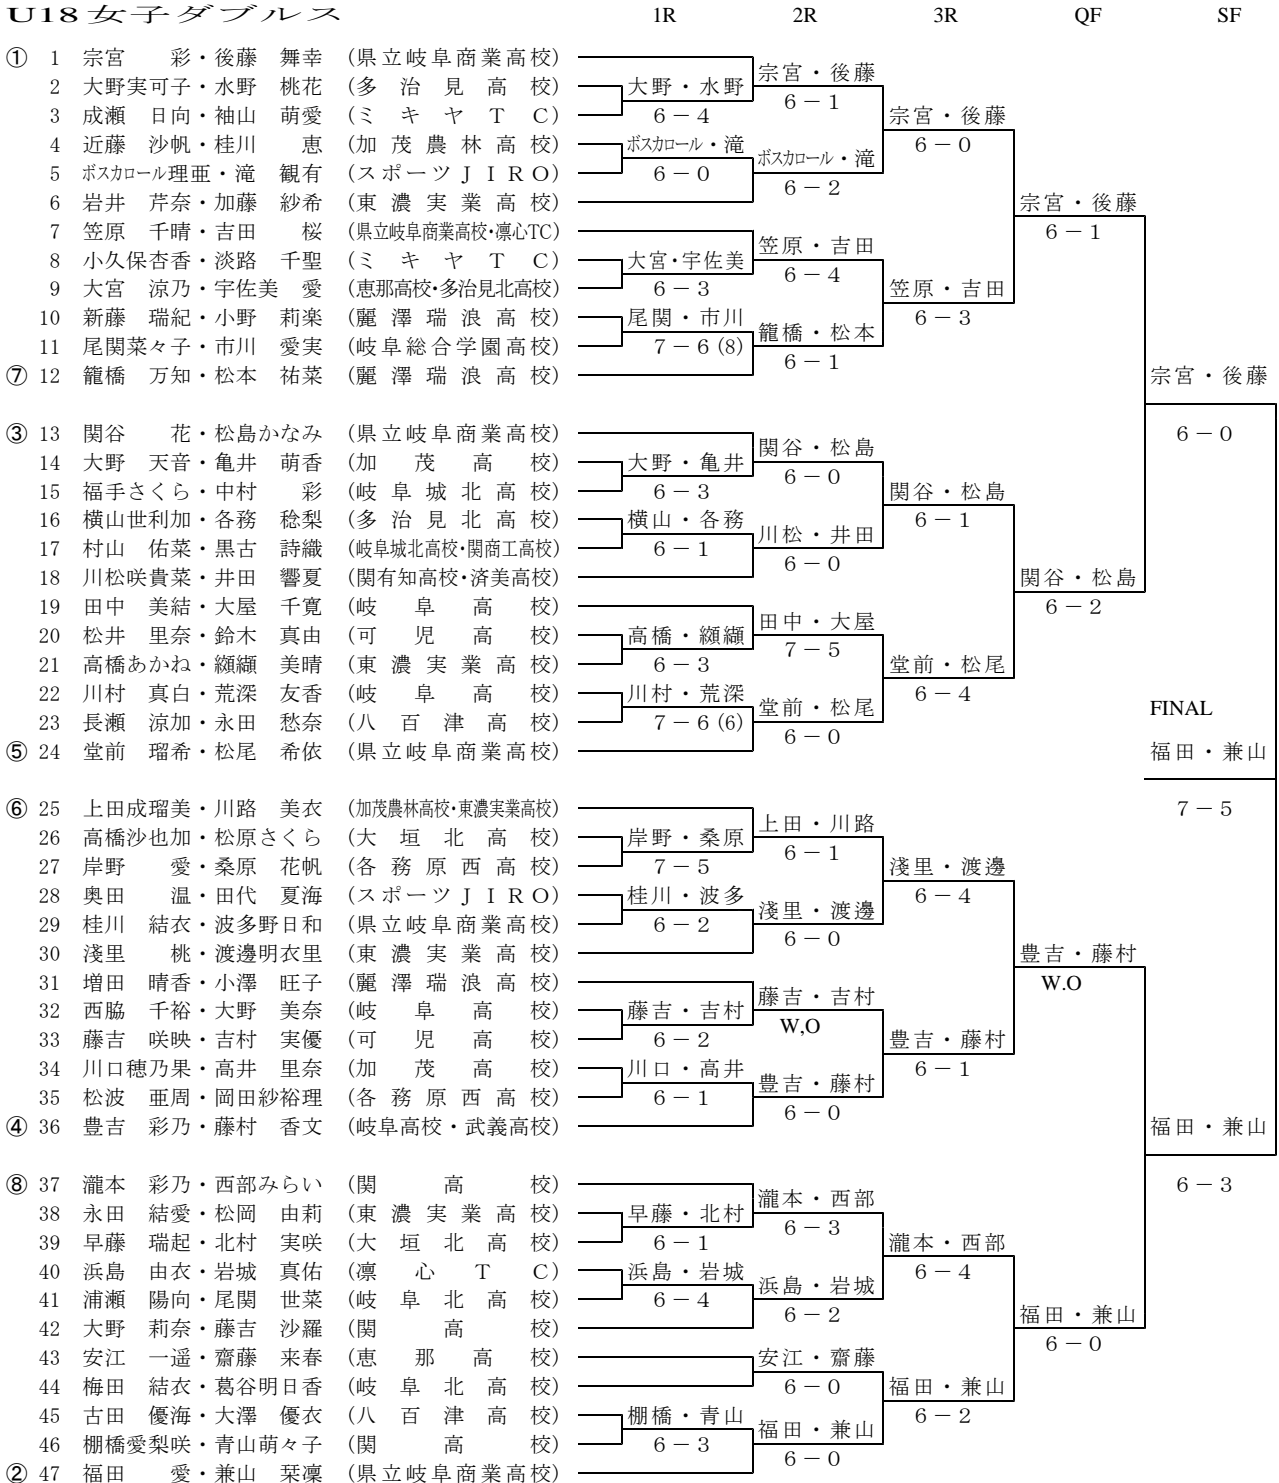 U18女子ダブルス 1R 2R 3R QF SF
① 1 宗宮 彩・後藤 舞幸 (県立岐阜商業高校)
宗宮・後藤
2 大野実可子・水野 桃花 (多治見高校) 大野・水野
6－1
3 成瀬 日向・袖山 萌愛 (ミキヤTC) 6－4 宗宮・後藤
4 近藤 沙帆・桂川 恵 (加茂農林高校) ボスカロール・滝 6－0
ボスカロール・滝
5 ボスカロール理亜・滝 観有 (スポーツJIRO) 6－0
6－2
6 岩井 芹奈・加藤 紗希 (東濃実業高校) 宗宮・後藤
7 笠原 千晴・吉田 桜 (県立岐阜商業高校・凛心TC) 6－1
笠原・吉田
8 小久保杏香・淡路 千聖 (ミキヤTC) 大宮・宇佐美
6－4
9 大宮 涼乃・宇佐美 愛 (恵那高校・多治見北高校) 6－3 笠原・吉田
10 新藤 瑞紀・小野 莉楽 (麗澤瑞浪高校) 尾関・市川 6－3
籠橋・松本
11 尾関菜々子・市川 愛実 (岐阜総合学園高校) 7－6 (8)
6－1
⑦ 12 籠橋 万知・松本 祐菜 (麗澤瑞浪高校) 宗宮・後藤
③ 13 関谷 花・松島かなみ (県立岐阜商業高校) 6－0
関谷・松島
14 大野 天音・亀井 萌香 (加茂高校) 大野・亀井
6－0
15 福手さくら・中村 彩 (岐阜城北高校) 6－3 関谷・松島
16 横山世利加・各務 稔梨 (多治見北高校) 横山・各務 6－1
川松・井田
17 村山 佑菜・黒古 詩織 (岐阜城北高校・関商工高校) 6－1
6－0
18 川松咲貴菜・井田 響夏 (関有知高校・済美高校) 関谷・松島
19 田中 美結・大屋 千寛 (岐阜高校) 6－2
田中・大屋
20 松井 里奈・鈴木 真由 (可児高校) 高橋・纐纈
7－5
21 高橋あかね・纐纈 美晴 (東濃実業高校) 6－3 堂前・松尾
22 川村 真白・荒深 友香 (岐阜高校) 川村・荒深 6－4
堂前・松尾 FINAL
23 長瀬 涼加・永田 愁奈 (八百津高校) 7－6 (6)
6－0
⑤ 24 堂前 瑠希・松尾 希依 (県立岐阜商業高校) 福田・兼山
⑥ 25 上田成瑠美・川路 美衣 (加茂農林高校・東濃実業高校) 7－5
上田・川路
26 高橋沙也加・松原さくら (大垣北高校) 岸野・桑原
6－1
27 岸野 愛・桑原 花帆 (各務原西高校) 7－5 淺里・渡邊
28 奥田 温・田代 夏海 (スポーツJIRO) 桂川・波多 6－4
淺里・渡邊
29 桂川 結衣・波多野日和 (県立岐阜商業高校) 6－2
6－0
30 淺里 桃・渡邊明衣里 (東濃実業高校) 豊吉・藤村
31 増田 晴香・小澤 旺子 (麗澤瑞浪高校) W.O
藤吉・吉村
32 西脇 千裕・大野 美奈 (岐阜高校) 藤吉・吉村
W,O
33 藤吉 咲映・吉村 実優 (可児高校) 6－2 豊吉・藤村
34 川口穂乃果・高井 里奈 (加茂高校) 川口・高井 6－1
豊吉・藤村
35 松波 亜周・岡田紗裕理 (各務原西高校) 6－1
6－0
④ 36 豊吉 彩乃・藤村 香文 (岐阜高校・武義高校) 福田・兼山
⑧ 37 瀧本 彩乃・西部みらい (関高校) 6－3
瀧本・西部
38 永田 結愛・松岡 由莉 (東濃実業高校) 早藤・北村
6－3
39 早藤 瑞起・北村 実咲 (大垣北高校) 6－1 瀧本・西部
40 浜島 由衣・岩城 真佑 (凛心TC) 浜島・岩城 6－4
浜島・岩城
41 浦瀬 陽向・尾関 世菜 (岐阜北高校) 6－4
6－2
42 大野 莉奈・藤吉 沙羅 (関高校) 福田・兼山
43 安江 一遥・齋藤 来春 (恵那高校) 安江・齋藤 6－0
44 梅田 結衣・葛谷明日香 (岐阜北高校) 6－0 福田・兼山
45 古田 優海・大澤 優衣 (八百津高校) 棚橋・青山 6－2
福田・兼山
46 棚橋愛梨咲・青山萌々子 (関高校) 6－3
6－0
② 47 福田 愛・兼山 栞凜 (県立岐阜商業高校)